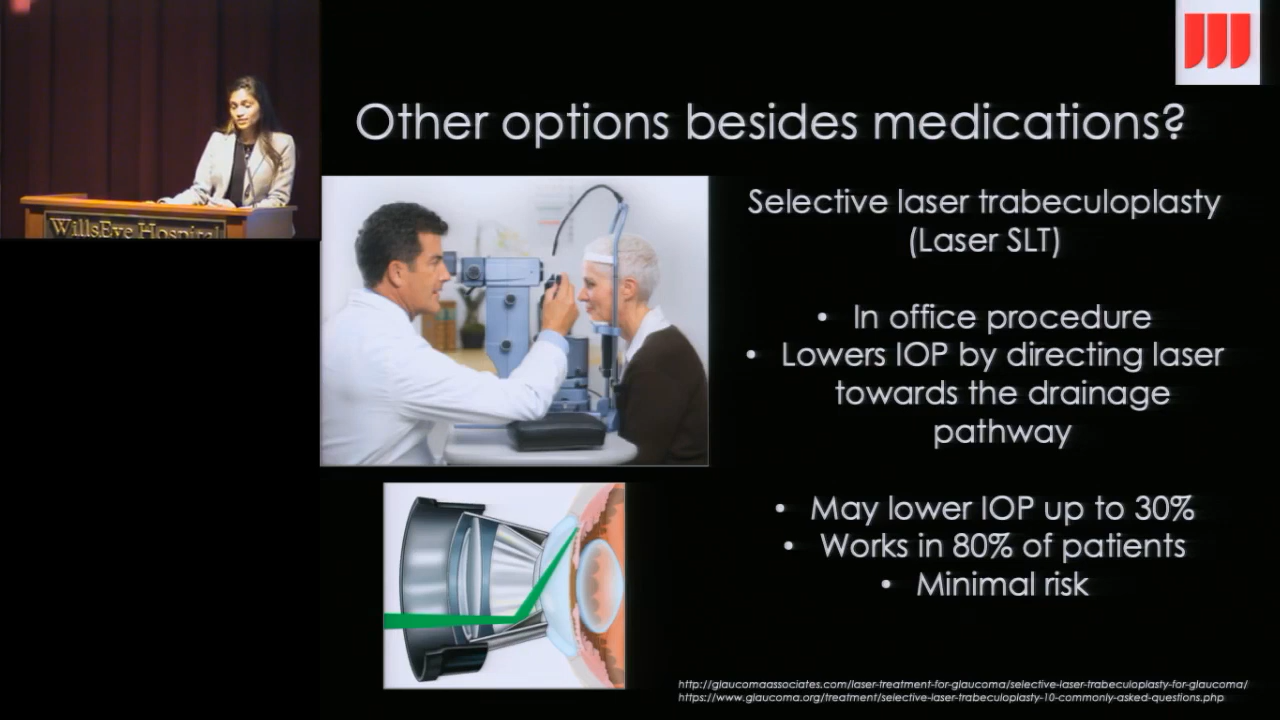 WillsEye Hospital
Other options besides medications?
Selective laser trabeculoplasty
(Laser SLT)
• In office procedure
• Lowers IOP by directing laser
towards the drainage
pathway
• May lower IOP up to 30%
• Works in 80% of patients
• Minimal risk
http://glaucomaassociates.com/laser-treatment-for-glaucoma/selective-laser-trabeculoplasty-for-glaucoma/
https://www.glaucoma.org/treatment/selective-laser-trabeculoplasty-10-commonly-asked-questions.php